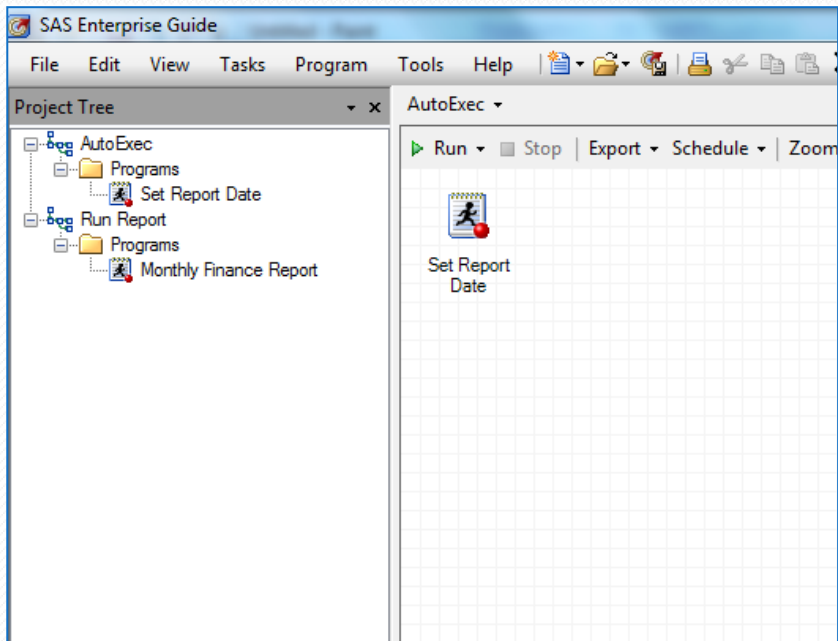 SAS Enterprise Guide
File Edit View Tasks Program Tools Help
Project Tree
AutoExec
AutoExec
Programs
Set Report Date
Run Report
Programs
Monthly Finance Report
Run Stop Export Schedule Zoom
Set Report
Date